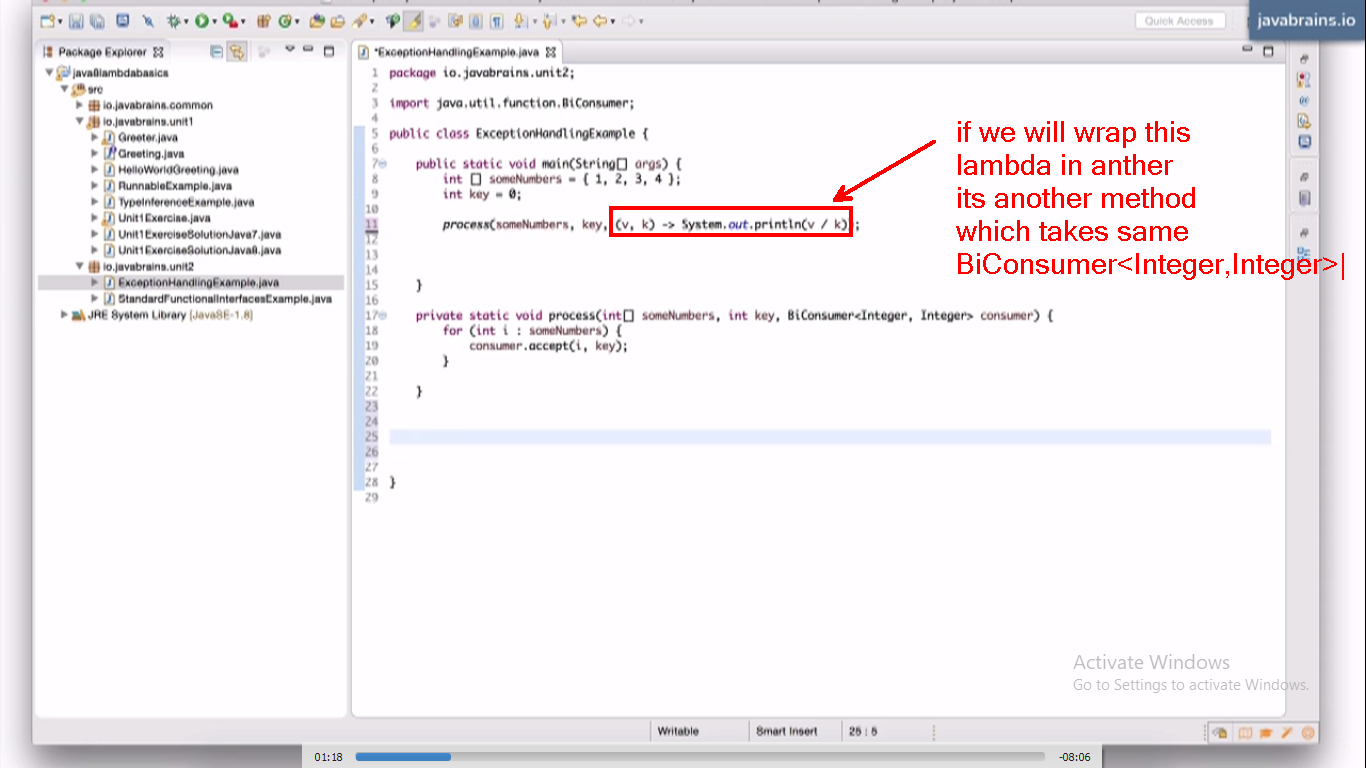 Quick Access
javabrains.io
Package Explorer
java8lambdabasics
src
io.javabrains.common
io.javabrains.unit1
Greeter.java
Greeting.java
HelloWorldGreeting.java
RunnableExample.java
TypeInferenceExample.java
Unit1Exercise.java
Unit1ExerciseSolutionJava7.java
Unit1ExerciseSolutionJava8.java
io.javabrains.unit2
ExceptionHandlingExample.java
StandardFunctionalInterfacesExample.java
JRE System Library [JavaSE-1.8]
*ExceptionHandlingExample.java
1 package io.javabrains.unit2;
2
3 import java.util.function.BiConsumer;
4
5 public class ExceptionHandlingExample {
6
7 public static void main(String[] args) {
8 int [] someNumbers = { 1, 2, 3, 4 };
9 int key = 0;
10
11 process(someNumbers, key, (v, k) -> System.out.println(v / k));
12
13
14
15 }
16
17 private static void process(int[] someNumbers, int key, BiConsumer<Integer, Integer> consumer) {
18 for (int i : someNumbers) {
19 consumer.accept(i, key);
20 }
21
22 }
23
24
25
26
27
28 }
29
if we will wrap this
lambda in anther
its another method
which takes same
BiConsumer<Integer,Integer>|
Activate Windows
Go to Settings to activate Windows.
Writable
Smart Insert
25 : 5
01:18
-08:06